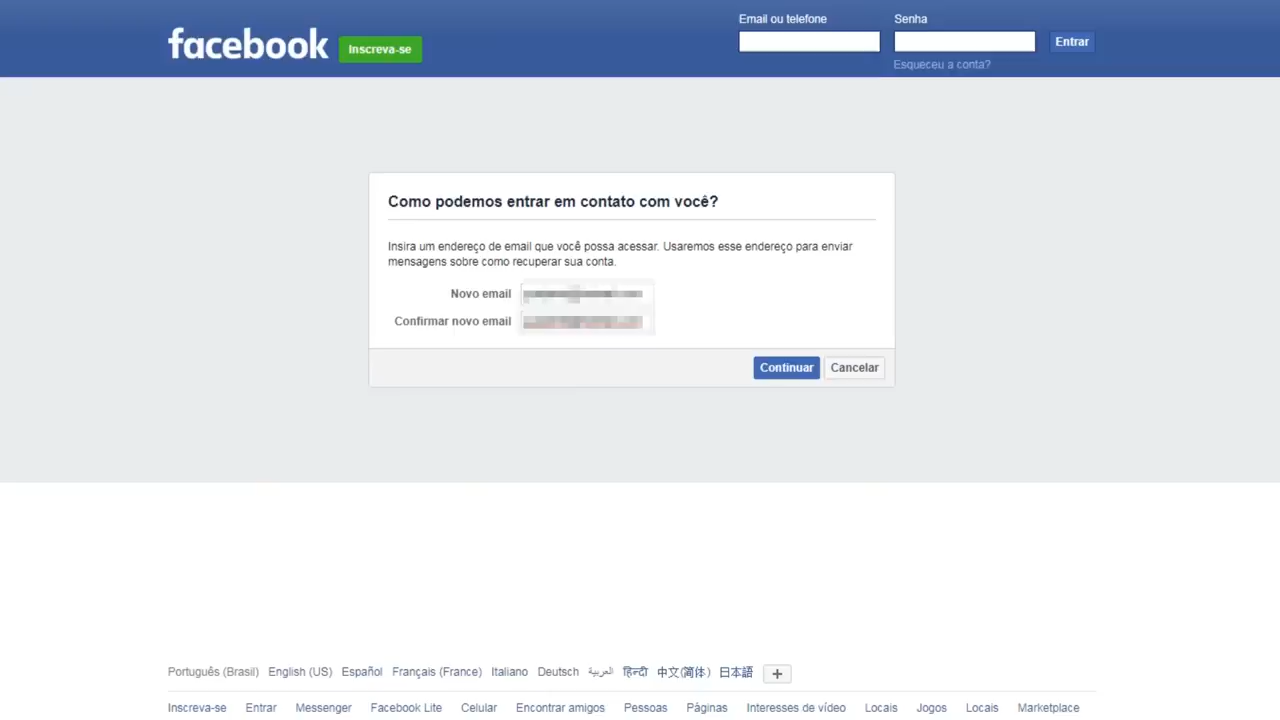 facebook
Inscreva-se
Email ou telefone
Senha
Entrar
Esqueceu a conta?
Como podemos entrar em contato com você?
Insira um endereço de email que você possa acessar. Usaremos esse endereço para enviar
mensagens sobre como recuperar sua conta.
Novo email
Confirmar novo email
Continuar Cancelar
Português (Brasil) English (US) Español Français (France) Italiano Deutsch العربية हिन्दी 中文(简体) 日本語 +
Inscreva-se Entrar Messenger Facebook Lite Celular Encontrar amigos Pessoas Páginas Interesses de vídeo Locais Jogos Locais Marketplace